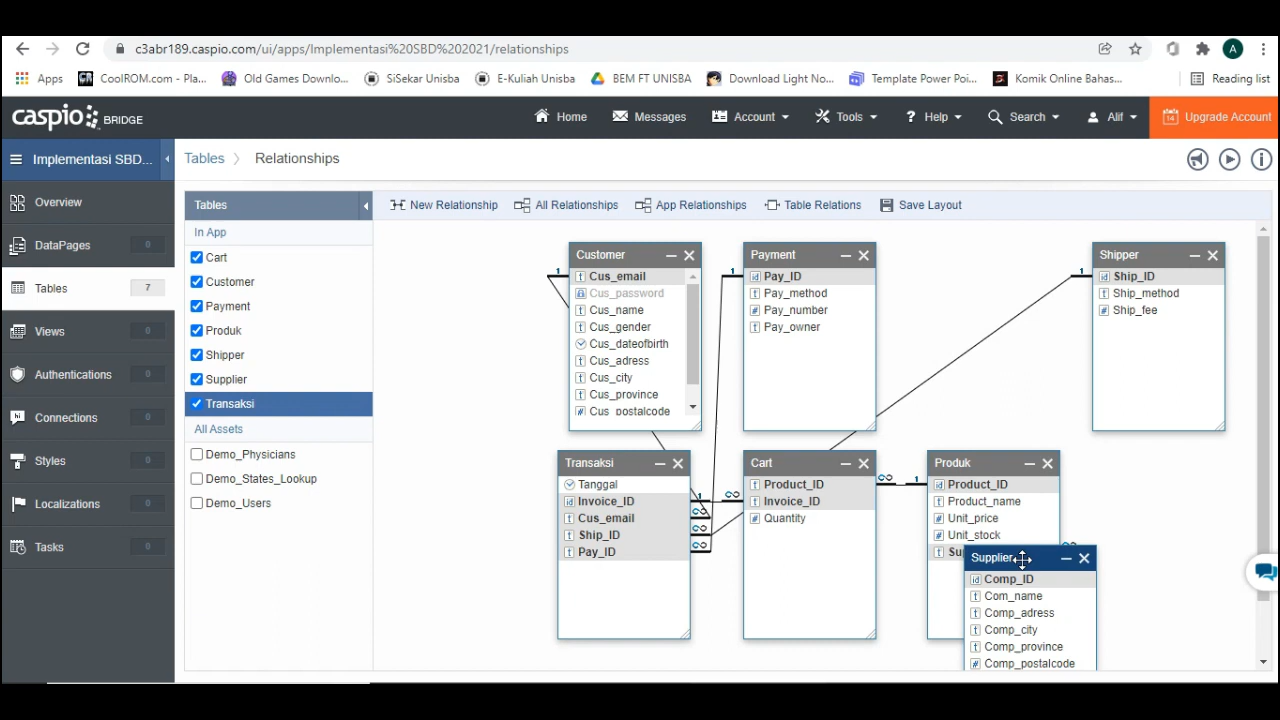 c3abr189.caspio.com/ui/apps/Implementasi%20SBD%202021/relationships
A
Apps CoolROM.com - Pla... Old Games Downlo... SiSekar Unisba E-Kuliah Unisba BEM FT UNISBA Download Light No... Template Power Poi... Komik Online Bahas... Reading list
caspio BRIDGE Home Messages Account Tools ? Help Search Alif 14 Upgrade Account
Implementasi SBD... Tables Relationships
Overview
DataPages 0
Tables 7
Views 0
Authentications 0
Connections 0
Styles 0
Localizations 0
Tasks 0
Tables
In App
Cart
Customer
Payment
Produk
Shipper
Supplier
Transaksi
All Assets
Demo_Physicians
Demo_States_Lookup
Demo_Users
New Relationship All Relationships App Relationships Table Relations Save Layout
Customer
1 Cus_email
Cus_password
Cus_name
Cus_gender
Cus_dateofbirth
Cus_adress
Cus_city
Cus_province
Cus_postalcode
Payment
1 Pay_ID
Pay_method
Pay_number
Pay_owner
Shipper
1 Ship_ID
Ship_method
Ship_fee
Transaksi
Tanggal
Invoice_ID 1
Cus_email ∞
Ship_ID ∞
Pay_ID ∞
Cart
Product_ID ∞
∞ Invoice_ID
Quantity
Produk
1 Product_ID
Product_name
Unit_price
Unit_stock
∞
Supplier
Comp_ID
Com_name
Comp_adress
Comp_city
Comp_province
Comp_postalcode